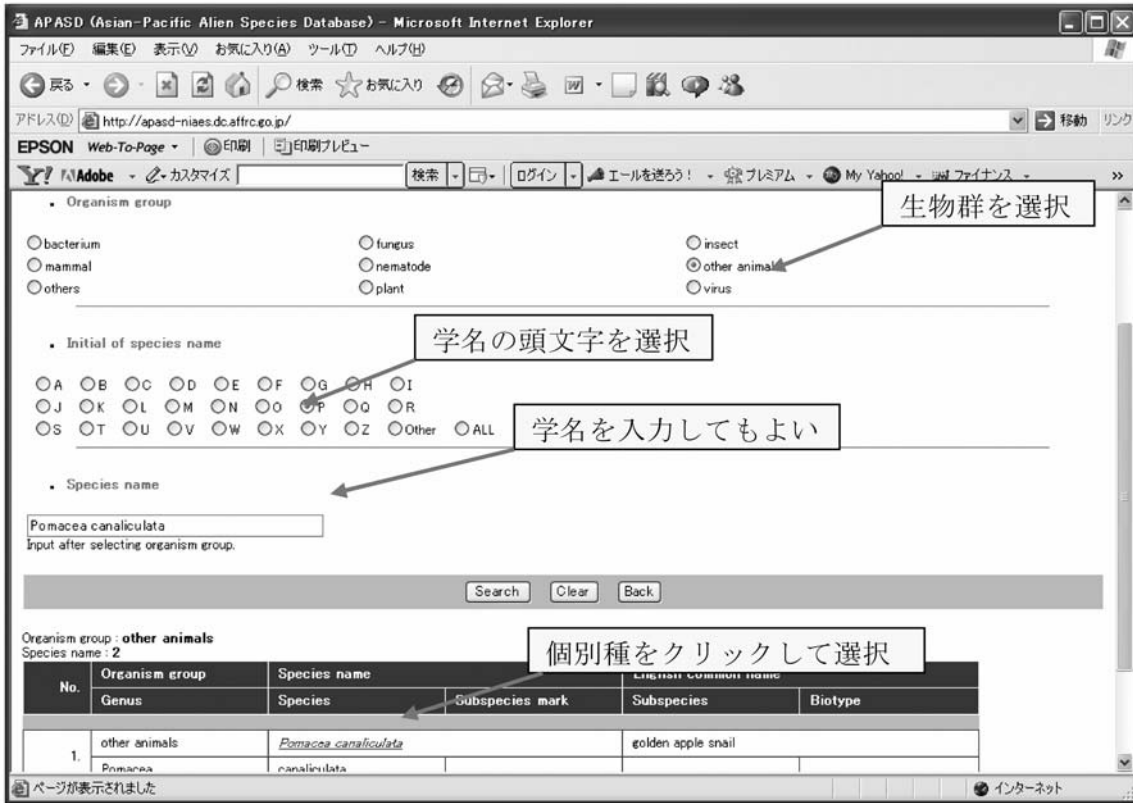 APASD (Asian-Pacific Alien Species Database) - Microsoft Internet Explorer
ファイル(F) 編集(E) 表示(V) お気に入り(A) ツール(T) ヘルプ(H)
戻る 検索 お気に入り
アドレス(D) http://apasd-niaes.dc.affrc.go.jp/ 移動 リンク
EPSON Web-To-Page 印刷 印刷プレビュー
Y! Adobe カスタマイズ 検索 ログイン エールを送ろう! プレミアム My Yahoo! ファイナンス »
Organism group
生物群を選択
bacterium fungus insect
mammal nematode other animals
others plant virus
学名の頭文字を選択
Initial of species name
A B C D E F G H I
J K L M N O P Q R
S T U V W X Y Z Other ALL
学名を入力してもよい
Species name
Pomacea canaliculata
Input after selecting organism group.
Search Clear Back
Organism group : other animals
Species name : 2
個別種をクリックして選択
No. Organism group Species name English common name
Genus Species Subspecies mark Subspecies Biotype
1. other animals Pomacea canaliculata golden apple snail
Pomacea canaliculata
ページが表示されました インターネット